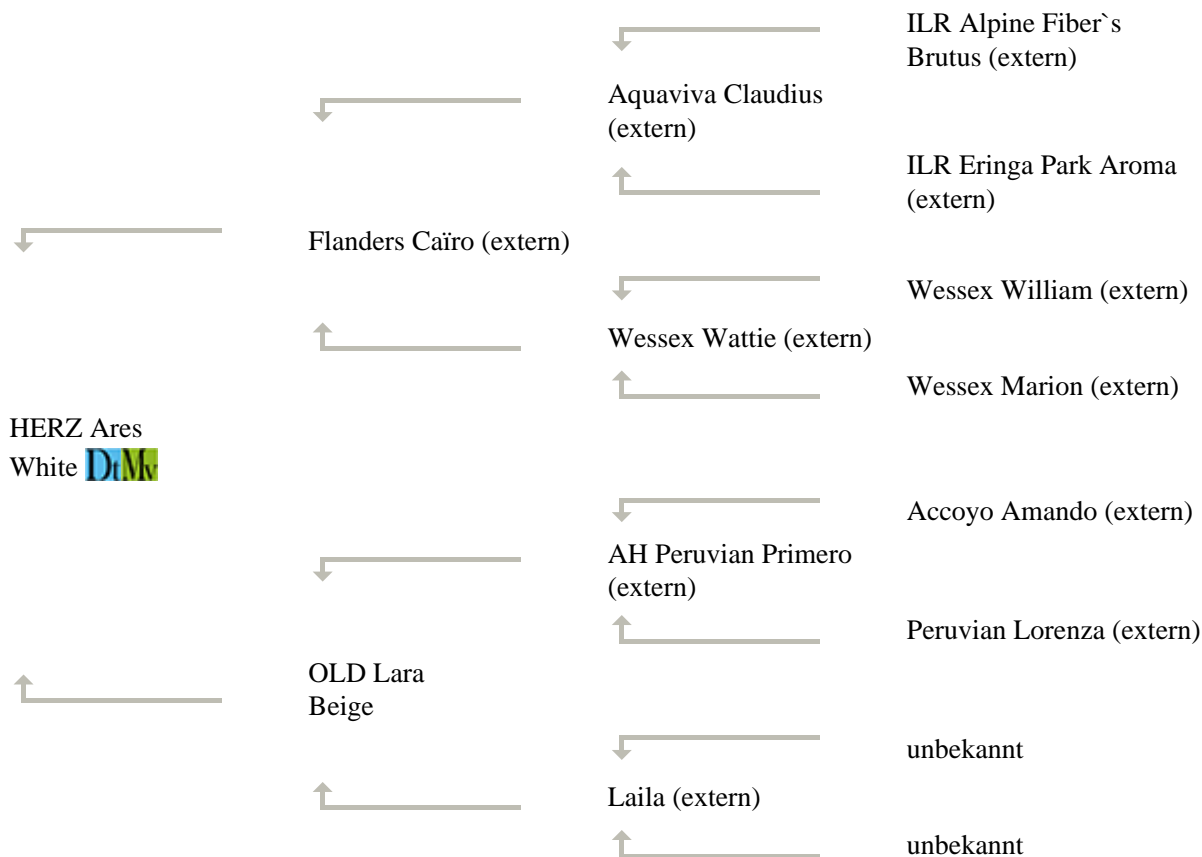 ILR Alpine Fiber`s
Brutus (extern)
Aquaviva Claudius
(extern)
ILR Eringa Park Aroma
(extern)
Flanders Caïro (extern)
Wessex William (extern)
Wessex Wattie (extern)
Wessex Marion (extern)
HERZ Ares
White DtMv
Accoyo Amando (extern)
AH Peruvian Primero
(extern)
Peruvian Lorenza (extern)
OLD Lara
Beige
unbekannt
Laila (extern)
unbekannt